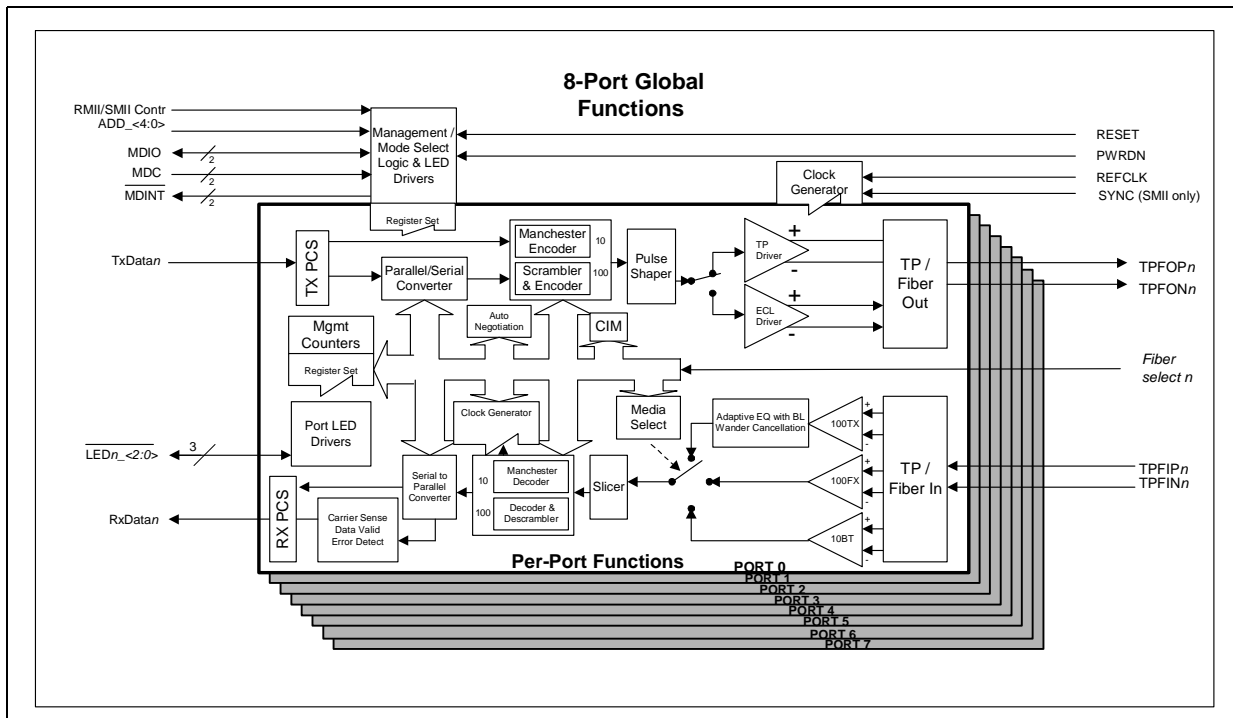 8-Port Global
Functions
RMII/SMII Contr
ADD_<4:0>
MDIO
2
MDC
2
MDINT
2
Management /
Mode Select
Logic & LED
Drivers
Register Set
RESET
PWRDN
REFCLK
SYNC (SMII only)
Clock
Generator
TxDatan
TX PCS
Parallel/Serial
Converter
Manchester
Encoder
10
Scrambler
& Encoder
100
Pulse
Shaper
TP
Driver
+
-
ECL
Driver
+
-
TP /
Fiber
Out
TPFOPn
TPFONn
Auto
Negotiation
CIM
Mgmt
Counters
Register Set
Fiber
select n
Port LED
Drivers
LEDn_<2:0>
3
Clock Generator
Media
Select
Adaptive EQ with BL
Wander Cancellation
100TX
+
-
100FX
+
-
10BT
+
-
TP /
Fiber In
TPFIPn
TPFINn
Serial to
Parallel
Converter
10
Manchester
Decoder
100
Decoder &
Descrambler
Slicer
RxDatan
RX PCS
Carrier Sense
Data Valid
Error Detect
Per-Port Functions
PORT 0
PORT 1
PORT 2
PORT 3
PORT 4
PORT 5
PORT 6
PORT 7